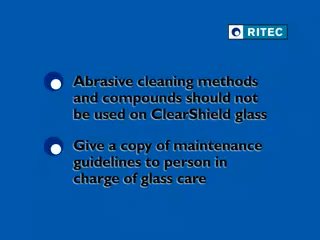 RITEC
Abrasive cleaning methods
and compounds should not
be used on ClearShield glass
Give a copy of maintenance
guidelines to person in
charge of glass care